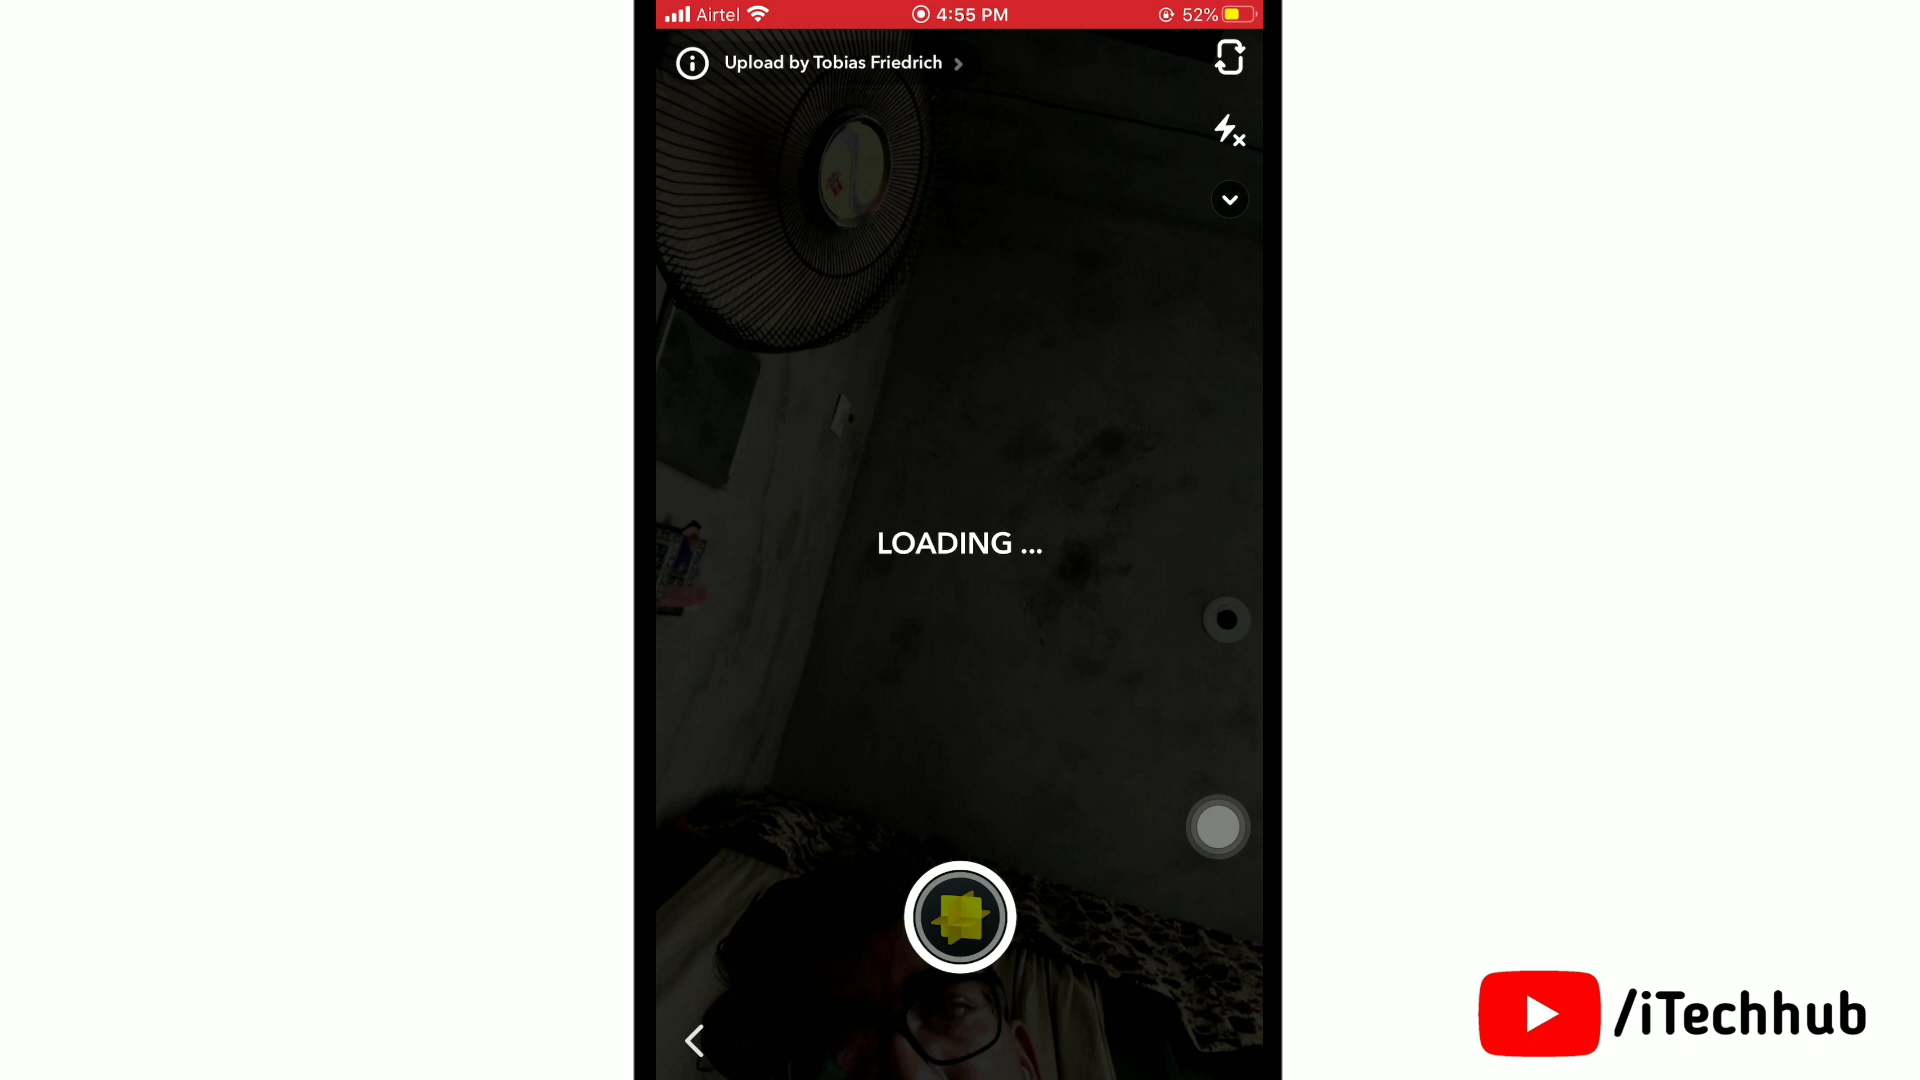 Airtel 4:55 PM 52%
Upload by Tobias Friedrich
LOADING ...
/iTechhub